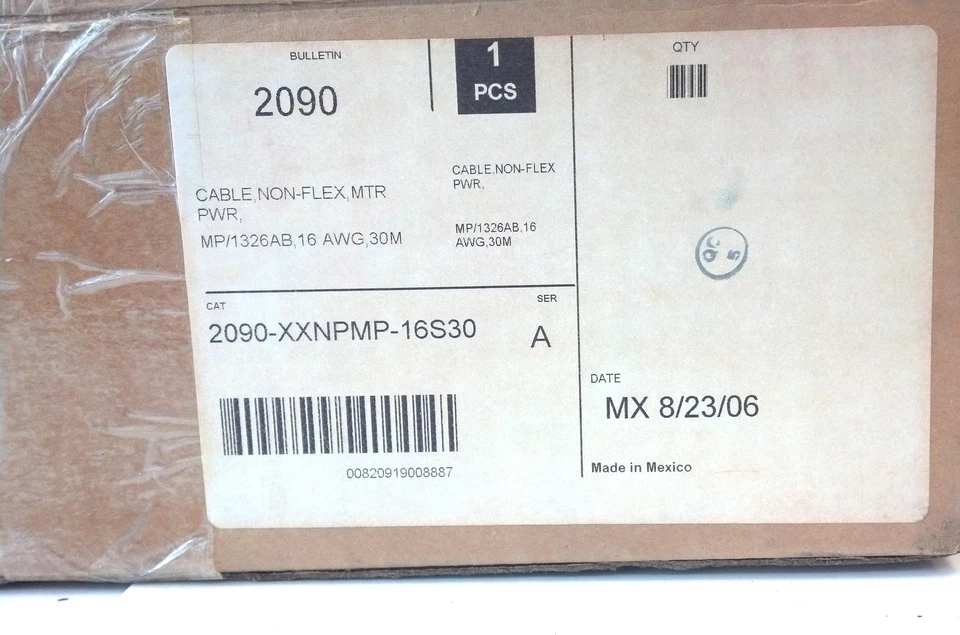 BULLETIN
2090
1
PCS
QTY
CABLE,NON-FLEX,MTR
PWR,
MP/1326AB,16 AWG,30M
CABLE,NON-FLEX
PWR,
MP/1326AB,16
AWG,30M
QC
5
CAT
SER
2090-XXNPMP-16S30
A
00820919008887
DATE
MX 8/23/06
Made in Mexico